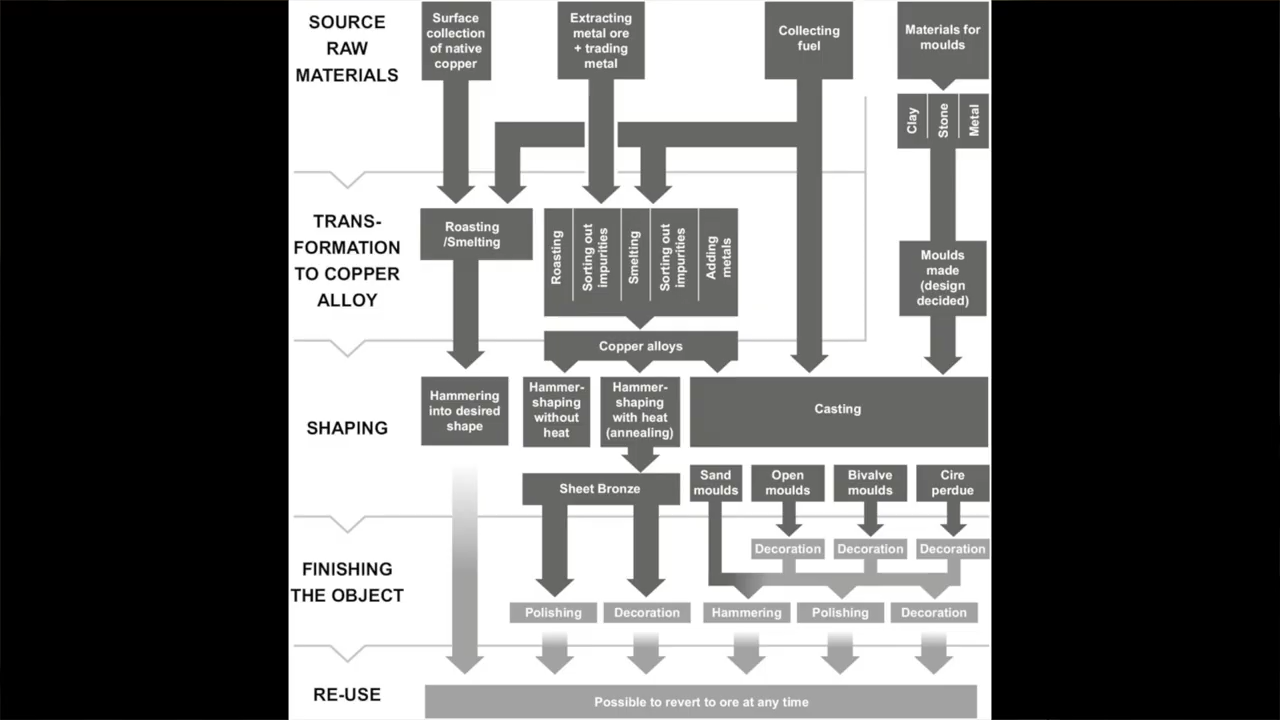 SOURCE
RAW
MATERIALS
Surface
collection
of native
copper
Extracting
metal ore
+ trading
metal
Collecting
fuel
Materials for
moulds
Clay
Stone
Metal
TRANS-
FORMATION
TO COPPER
ALLOY
Roasting
/Smelting
Roasting
Sorting out
impurities
Smelting
Sorting out
impurities
Adding
metals
Moulds
made
(design
decided)
Copper alloys
SHAPING
Hammering
into desired
shape
Hammer-
shaping
without
heat
Hammer-
shaping
with heat
(annealing)
Casting
Sheet Bronze
Sand
moulds
Open
moulds
Bivalve
moulds
Cire
perdue
FINISHING
THE OBJECT
Decoration
Decoration
Decoration
Polishing
Decoration
Hammering
Polishing
Decoration
RE-USE
Possible to revert to ore at any time